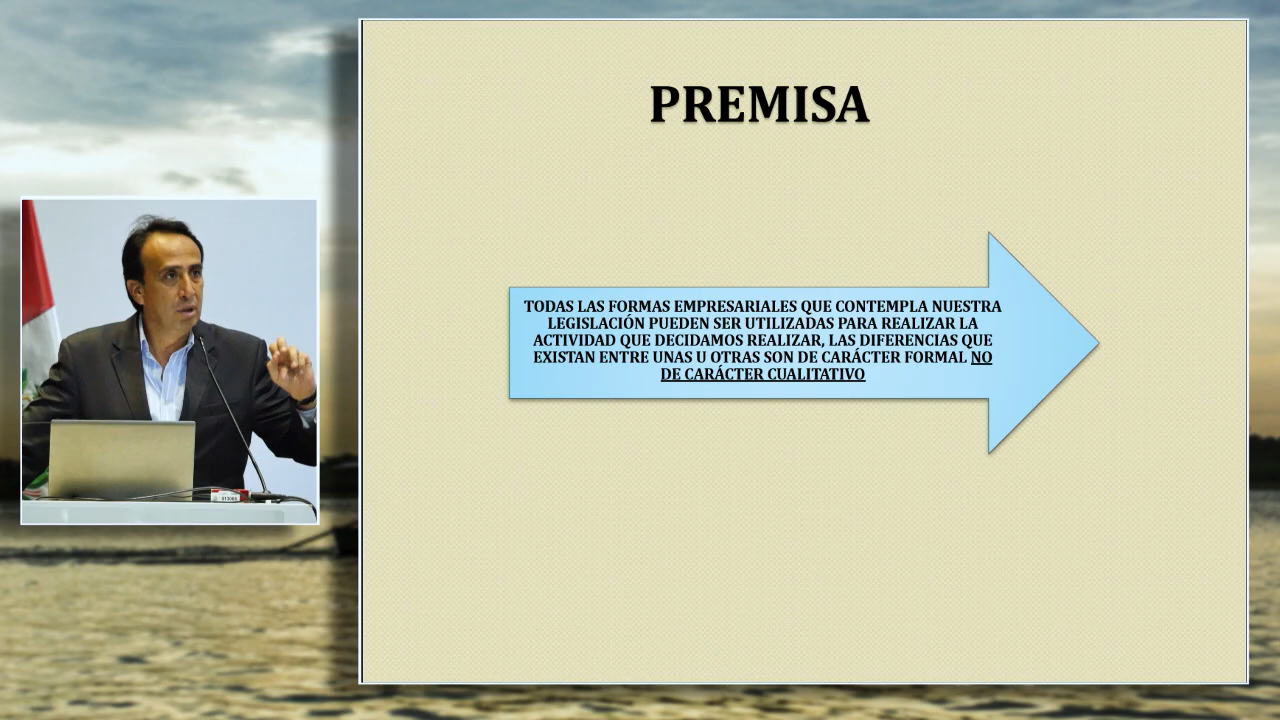 PREMISA
TODAS LAS FORMAS EMPRESARIALES QUE CONTEMPLA NUESTRA
LEGISLACIÓN PUEDEN SER UTILIZADAS PARA REALIZAR LA
ACTIVIDAD QUE DECIDAMOS REALIZAR, LAS DIFERENCIAS QUE
EXISTAN ENTRE UNAS U OTRAS SON DE CARÁCTER FORMAL NO
DE CARÁCTER CUALITATIVO